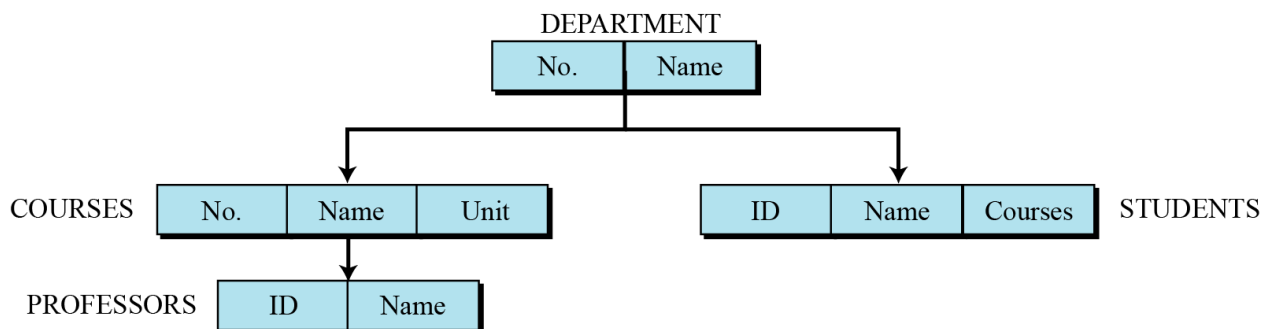 DEPARTMENT
No. Name
COURSES No. Name Unit ID Name Courses STUDENTS
PROFESSORS ID Name